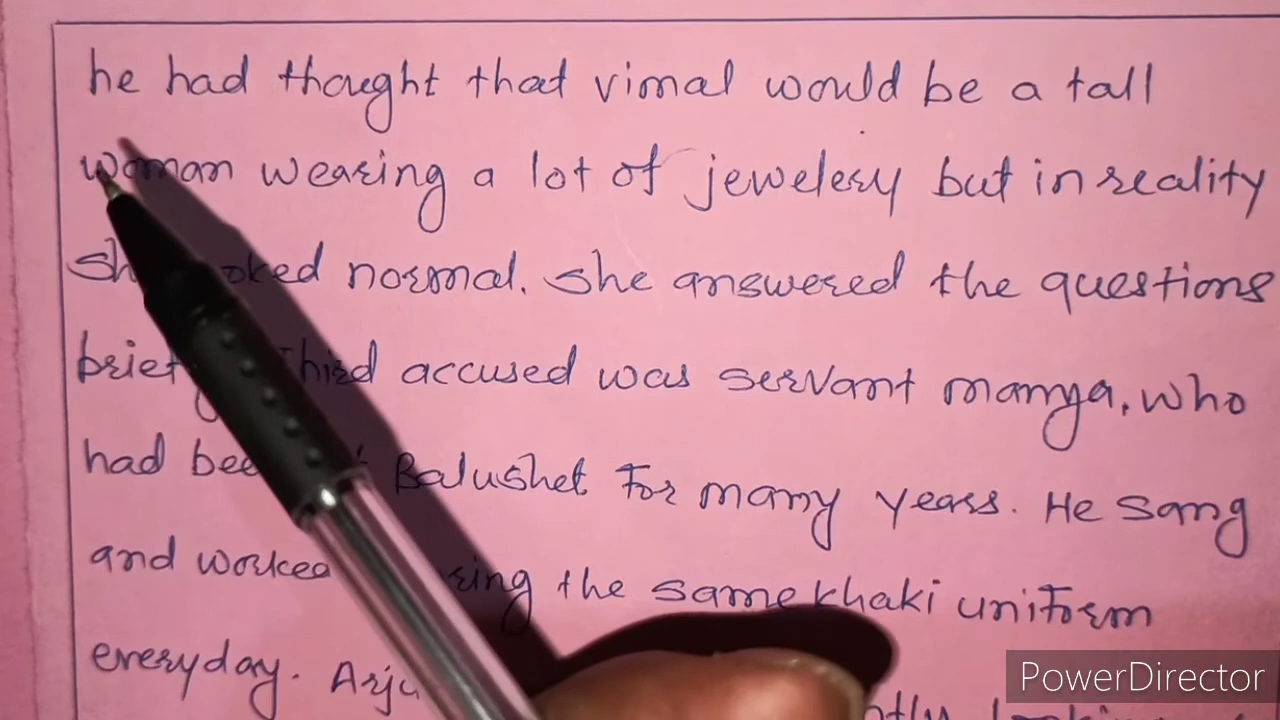 he had thought that vimal would be a tall
woman wearing a lot of jewelery but in reality
normal. She answered the questions
accused was servant manya, who
had Balushet For many years. He sang
and the same khaki uniform
everyday.
PowerDirector